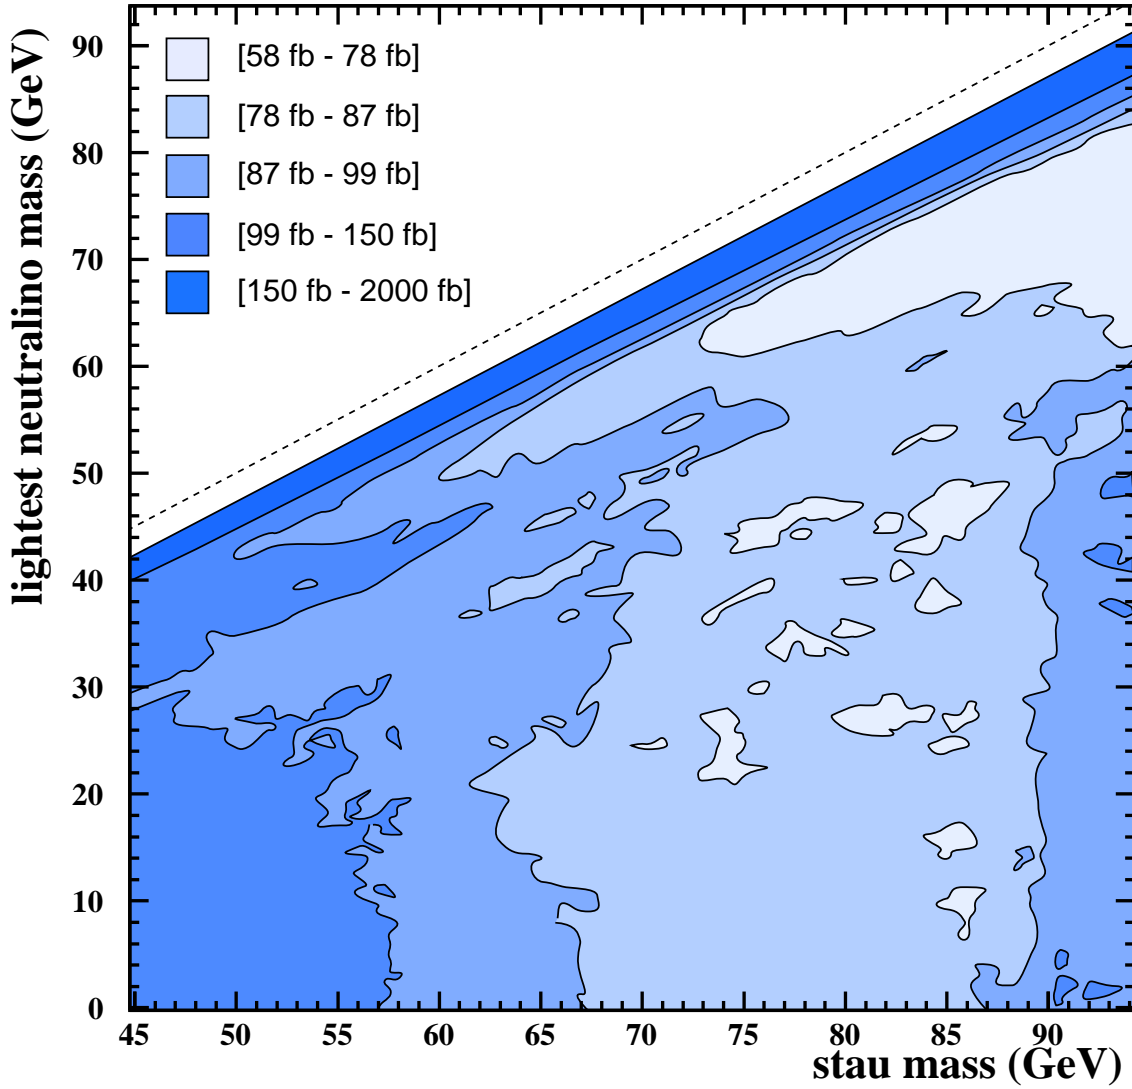 lightest neutralino mass (GeV)
90
80
70
60
50
40
30
20
10
0
[58 fb - 78 fb]
[78 fb - 87 fb]
[87 fb - 99 fb]
[99 fb - 150 fb]
[150 fb - 2000 fb]
45 50 55 60 65 70 75 80 85 90
stau mass (GeV)